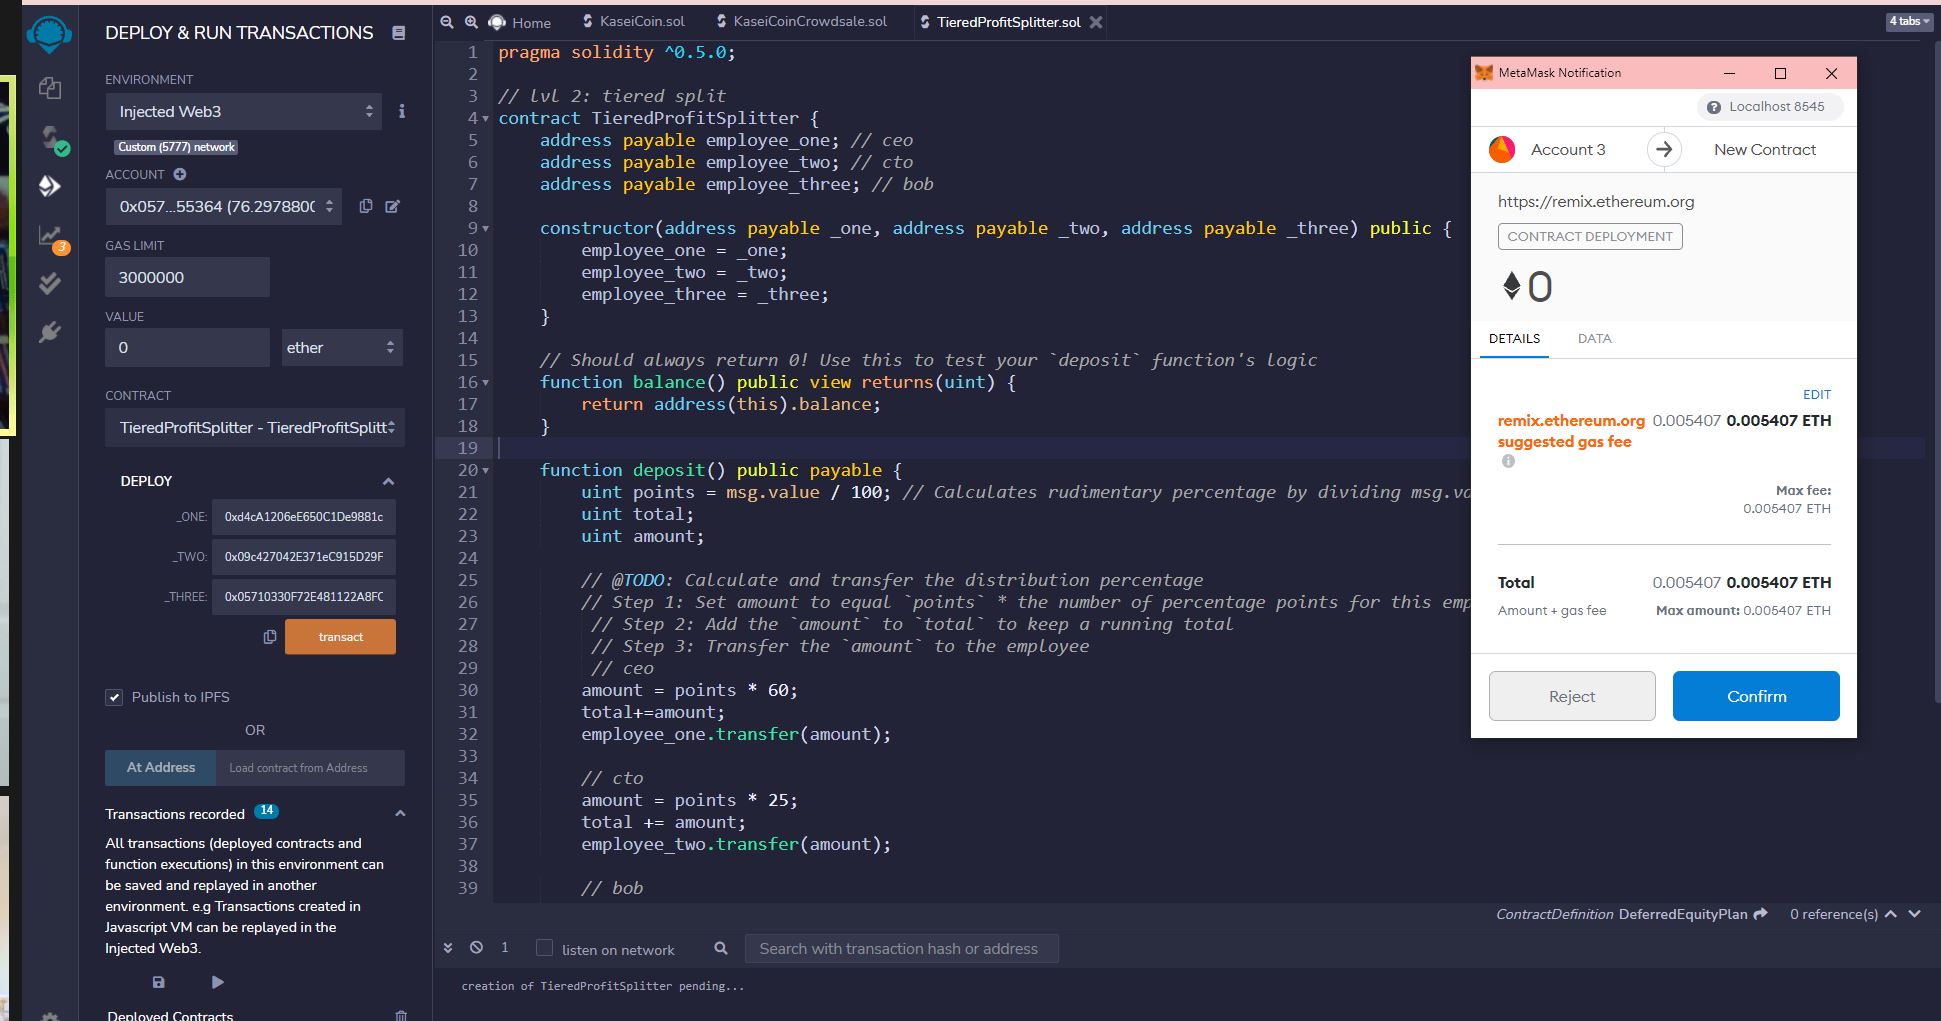 DEPLOY & RUN TRANSACTIONS
ENVIRONMENT
Injected Web3
i
Custom (5777) network
ACCOUNT
0x057...55364 (76.2978800
GAS LIMIT
3000000
VALUE
0
ether
CONTRACT
TieredProfitSplitter - TieredProfitSplitt
DEPLOY
_ONE:
0xd4cA1206eE650C1De9881c
_TWO:
0x09c427042E371eC915D29F
_THREE:
0x05710330F72E481122A8FC
transact
Publish to IPFS
OR
At Address
Load contract from Address
Transactions recorded 14
All transactions (deployed contracts and
function executions) in this environment can
be saved and replayed in another
environment. e.g Transactions created in
Javascript VM can be replayed in the
Injected Web3.
Deployed Contracts
3
Home
KaseiCoin.sol
KaseiCoinCrowdsale.sol
TieredProfitSplitter.sol
4 tabs
1 pragma solidity ^0.5.0;
2
3 // lvl 2: tiered split
4 contract TieredProfitSplitter {
5 address payable employee_one; // ceo
6 address payable employee_two; // cto
7 address payable employee_three; // bob
8
9 constructor(address payable _one, address payable _two, address payable _three) public {
10 employee_one = _one;
11 employee_two = _two;
12 employee_three = _three;
13 }
14
15 // Should always return 0! Use this to test your `deposit` function's logic
16 function balance() public view returns(uint) {
17 return address(this).balance;
18 }
19
20 function deposit() public payable {
21 uint points = msg.value / 100; // Calculates rudimentary percentage by dividing msg.va
22 uint total;
23 uint amount;
24
25 // @TODO: Calculate and transfer the distribution percentage
26 // Step 1: Set amount to equal `points` * the number of percentage points for this emp
27 // Step 2: Add the `amount` to `total` to keep a running total
28 // Step 3: Transfer the `amount` to the employee
29 // ceo
30 amount = points * 60;
31 total+=amount;
32 employee_one.transfer(amount);
33
34 // cto
35 amount = points * 25;
36 total += amount;
37 employee_two.transfer(amount);
38
39 // bob
ContractDefinition DeferredEquityPlan
0 reference(s)
1
listen on network
Search with transaction hash or address
creation of TieredProfitSplitter pending...
MetaMask Notification
? Localhost 8545
Account 3
New Contract
https://remix.ethereum.org
CONTRACT DEPLOYMENT
0
DETAILS
DATA
EDIT
remix.ethereum.org 0.005407 0.005407 ETH
suggested gas fee
i
Max fee:
0.005407 ETH
Total 0.005407 0.005407 ETH
Amount + gas fee Max amount: 0.005407 ETH
Reject
Confirm